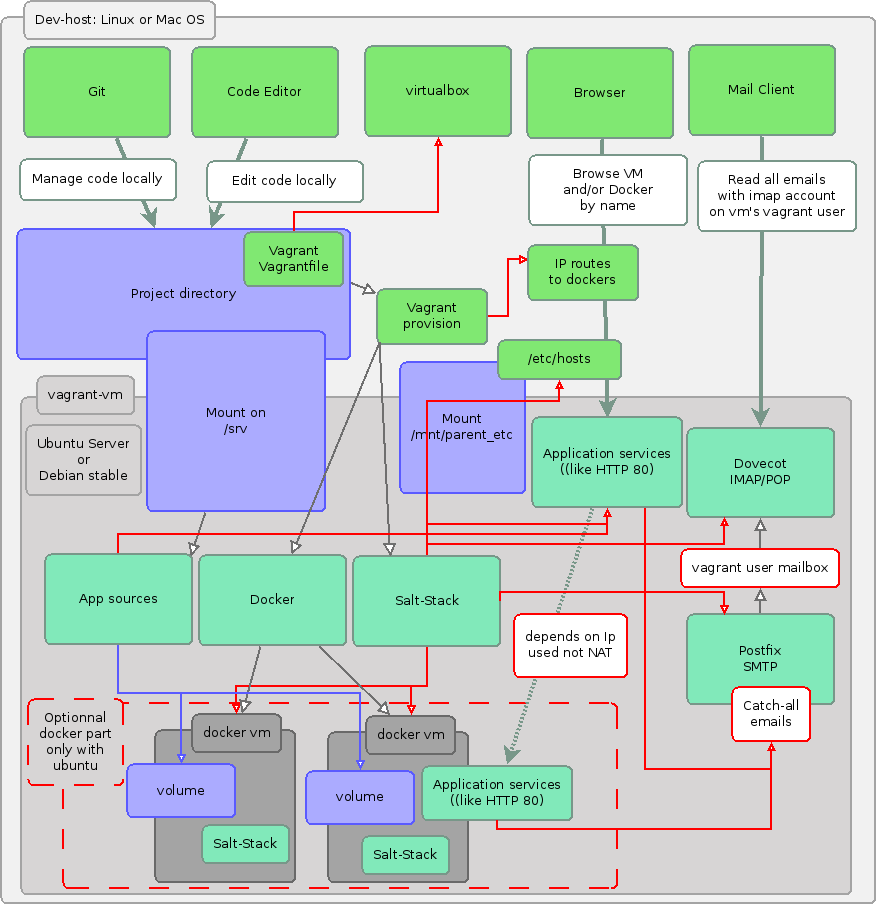 Dev-host: Linux or Mac OS
Git
Code Editor
virtualbox
Browser
Mail Client
Manage code locally
Edit code locally
Browse VM
and/or Docker
by name
Read all emails
with imap account
on vm's vagrant user
Vagrant
Vagrantfile
Project directory
IP routes
to dockers
Vagrant
provision
/etc/hosts
vagrant-vm
Mount on
/srv
Mount
/mnt/parent_etc
Ubuntu Server
or
Debian stable
Application services
((like HTTP 80)
Dovecot
IMAP/POP
vagrant user mailbox
App sources
Docker
Salt-Stack
depends on Ip
used not NAT
Postfix
SMTP
Catch-all
emails
Optionnal
docker part
only with
ubuntu
docker vm
docker vm
volume
volume
Application services
((like HTTP 80)
Salt-Stack
Salt-Stack